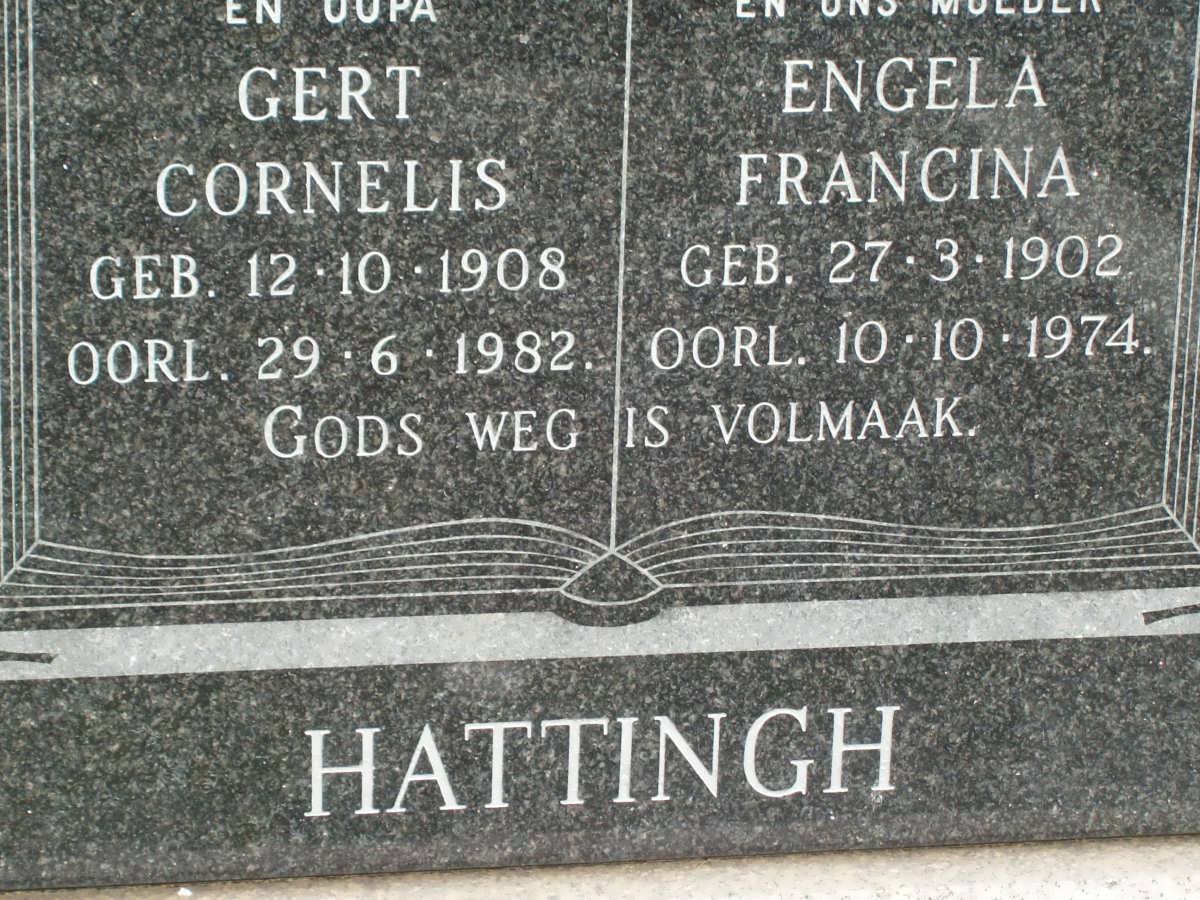 EN OUPA
GERT
CORNELIS
GEB. 12·10·1908
OORL. 29·6·1982.
EN ONS MOEDER
ENGELA
FRANCINA
GEB. 27·3·1902
OORL. 10·10·1974.
GODS WEG IS VOLMAAK.
HATTINGH